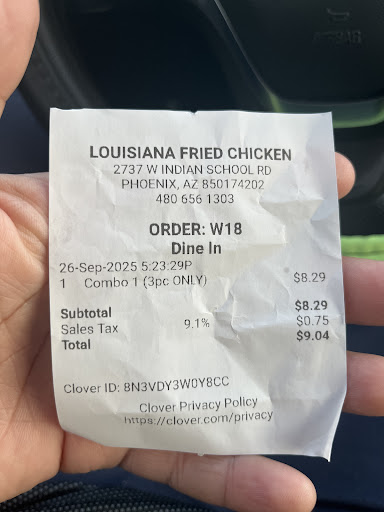 LOUISIANA FRIED CHICKEN
2737 W INDIAN SCHOOL RD
PHOENIX, AZ 850174202
480 656 1303
ORDER: W18
Dine In
26-Sep-2025 5:23:29P
1 Combo 1 (3pc ONLY) $8.29
Subtotal $8.29
Sales Tax 9.1% $0.75
Total $9.04
Clover ID: 8N3VDY3W0Y8CC
Clover Privacy Policy
https://clover.com/privacy